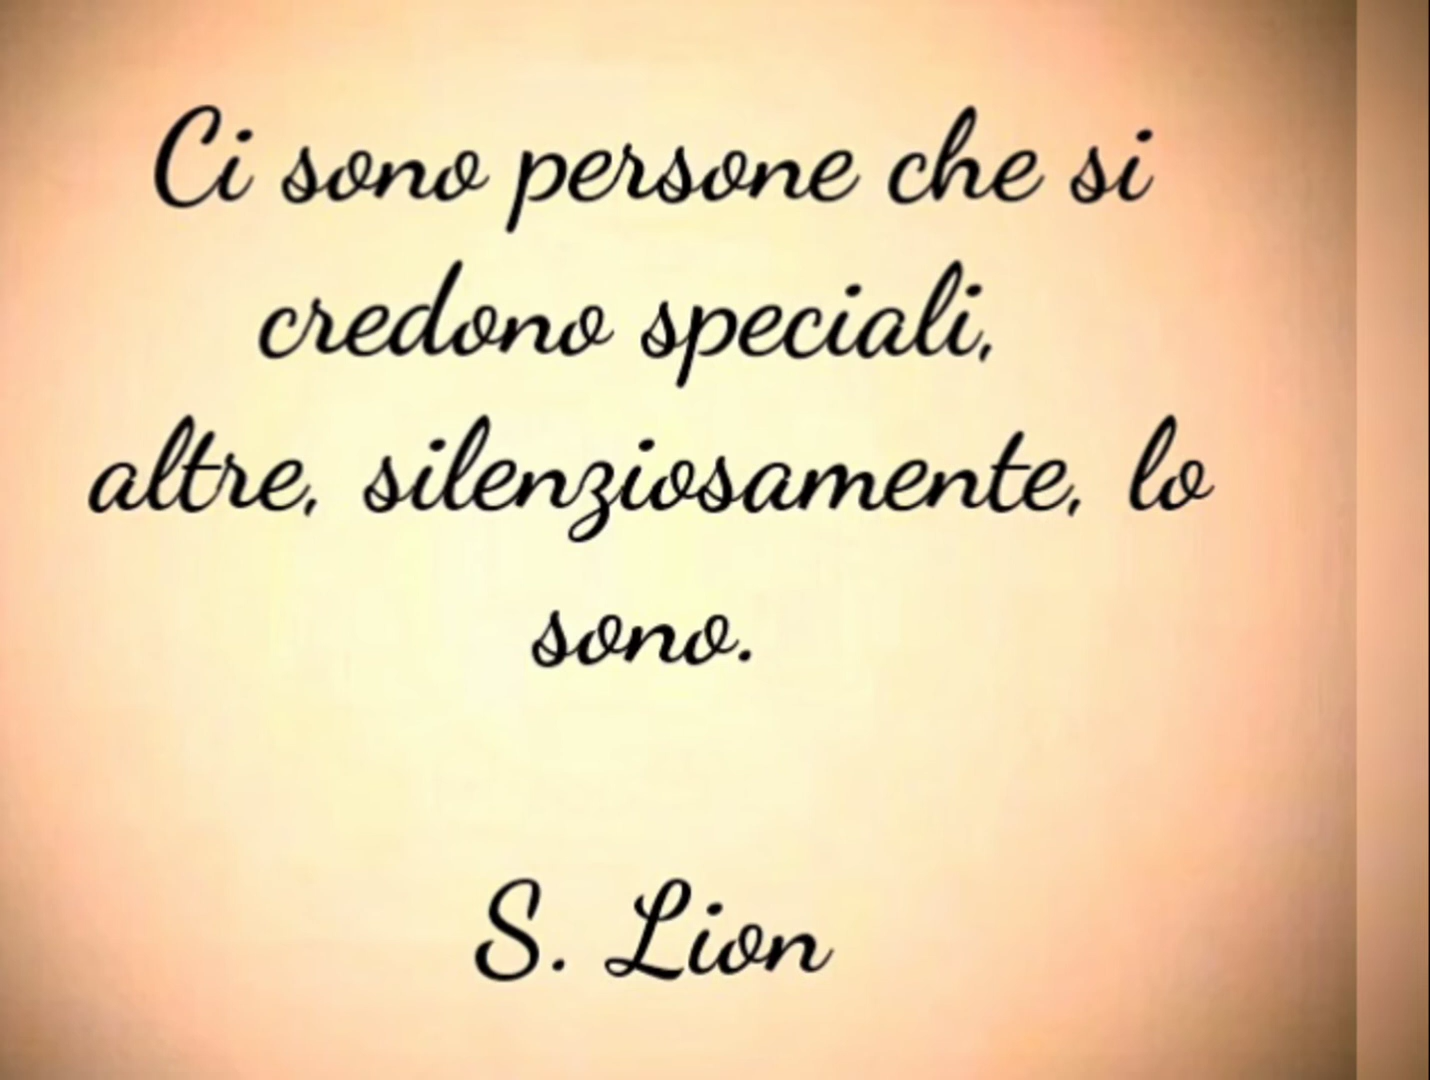 Ci sono persone che si
credono speciali,
altre, silenziosamente, lo
sono.
S. Lion